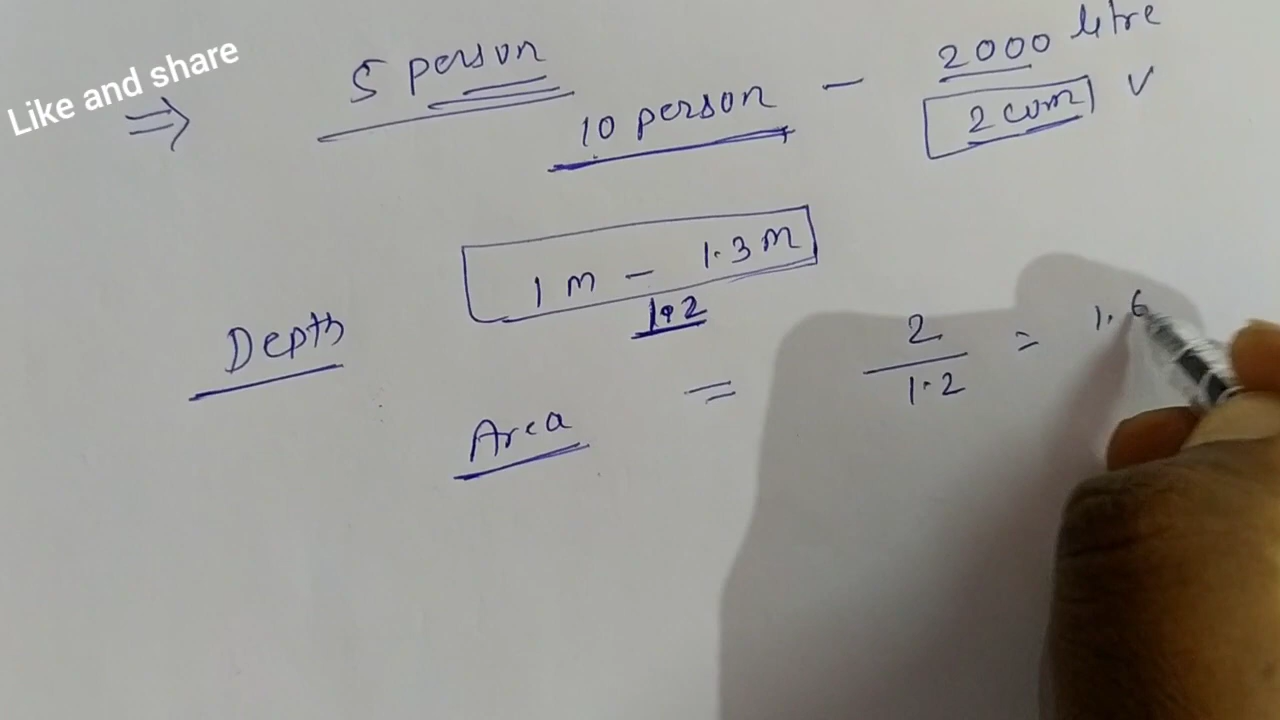 Like and share
⇒ 5 person
10 person - 2000 litre
2 cum V
1 m - 1.3 m
1.2
Depth
Area = 2 / 1.2 = 1.6